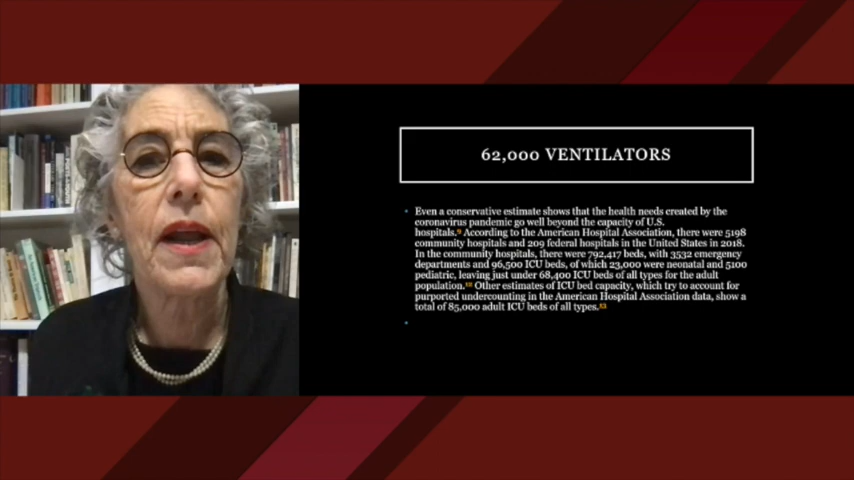 62,000 VENTILATORS
Even a conservative estimate shows that the health needs created by the
coronavirus pandemic go well beyond the capacity of U.S.
hospitals.9 According to the American Hospital Association, there were 5198
community hospitals and 209 federal hospitals in the United States in 2018.
In the community hospitals, there were 792,417 beds, with 3532 emergency
departments and 96,500 ICU beds, of which 23,000 were neonatal and 5100
pediatric, leaving just under 68,400 ICU beds of all types for the adult
population.12 Other estimates of ICU bed capacity, which try to account for
purported undercounting in the American Hospital Association data, show a
total of 85,000 adult ICU beds of all types.13